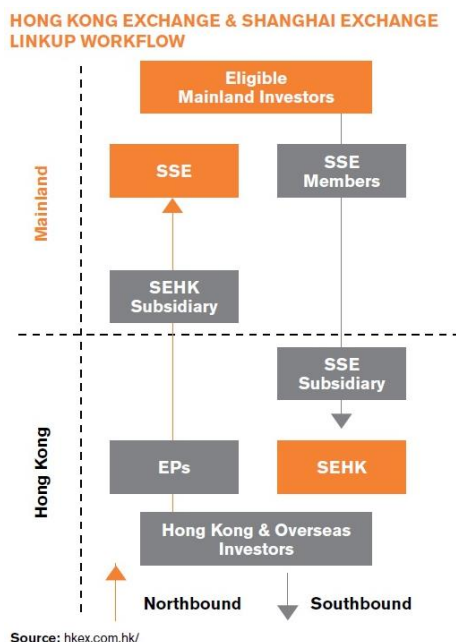 HONG KONG EXCHANGE & SHANGHAI EXCHANGE
LINKUP WORKFLOW
Eligible
Mainland Investors
Mainland
SSE
SSE
Members
SEHK
Subsidiary
SSE
Subsidiary
Hong Kong
EPs
SEHK
Hong Kong & Overseas
Investors
Northbound
Southbound
Source: hkex.com.hk/